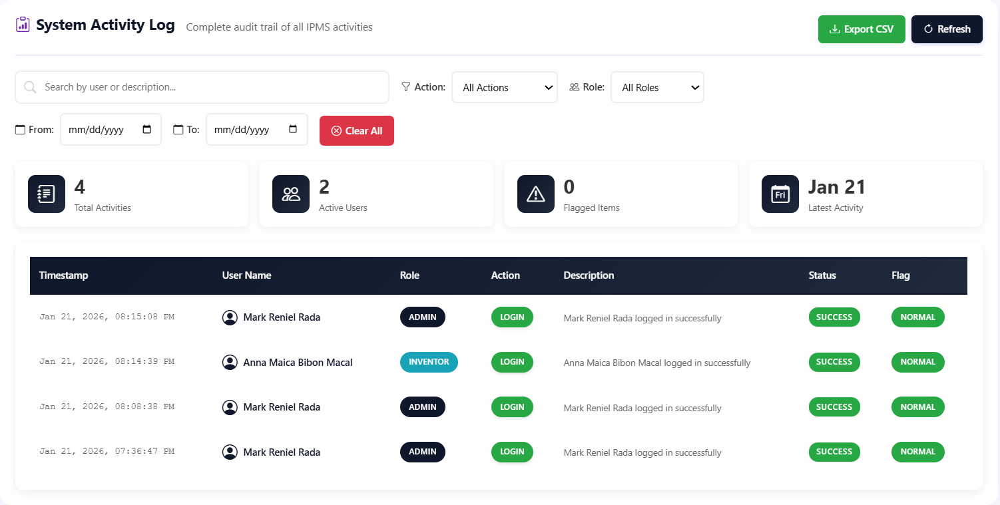 System Activity Log Complete audit trail of all IPMS activities
Export CSV Refresh
Search by user or description... Action: All Actions Role: All Roles
From: mm/dd/yyyy To: mm/dd/yyyy Clear All
4 2 0 Fri Jan 21
Total Activities Active Users Flagged Items Latest Activity
Timestamp User Name Role Action Description Status Flag
Jan 21, 2026, 08:15:08 PM Mark Reniel Rada ADMIN LOGIN Mark Reniel Rada logged in successfully SUCCESS NORMAL
Jan 21, 2026, 08:14:39 PM Anna Maica Bibon Macal INVENTOR LOGIN Anna Maica Bibon Macal logged in successfully SUCCESS NORMAL
Jan 21, 2026, 08:08:38 PM Mark Reniel Rada ADMIN LOGIN Mark Reniel Rada logged in successfully SUCCESS NORMAL
Jan 21, 2026, 07:36:47 PM Mark Reniel Rada ADMIN LOGIN Mark Reniel Rada logged in successfully SUCCESS NORMAL